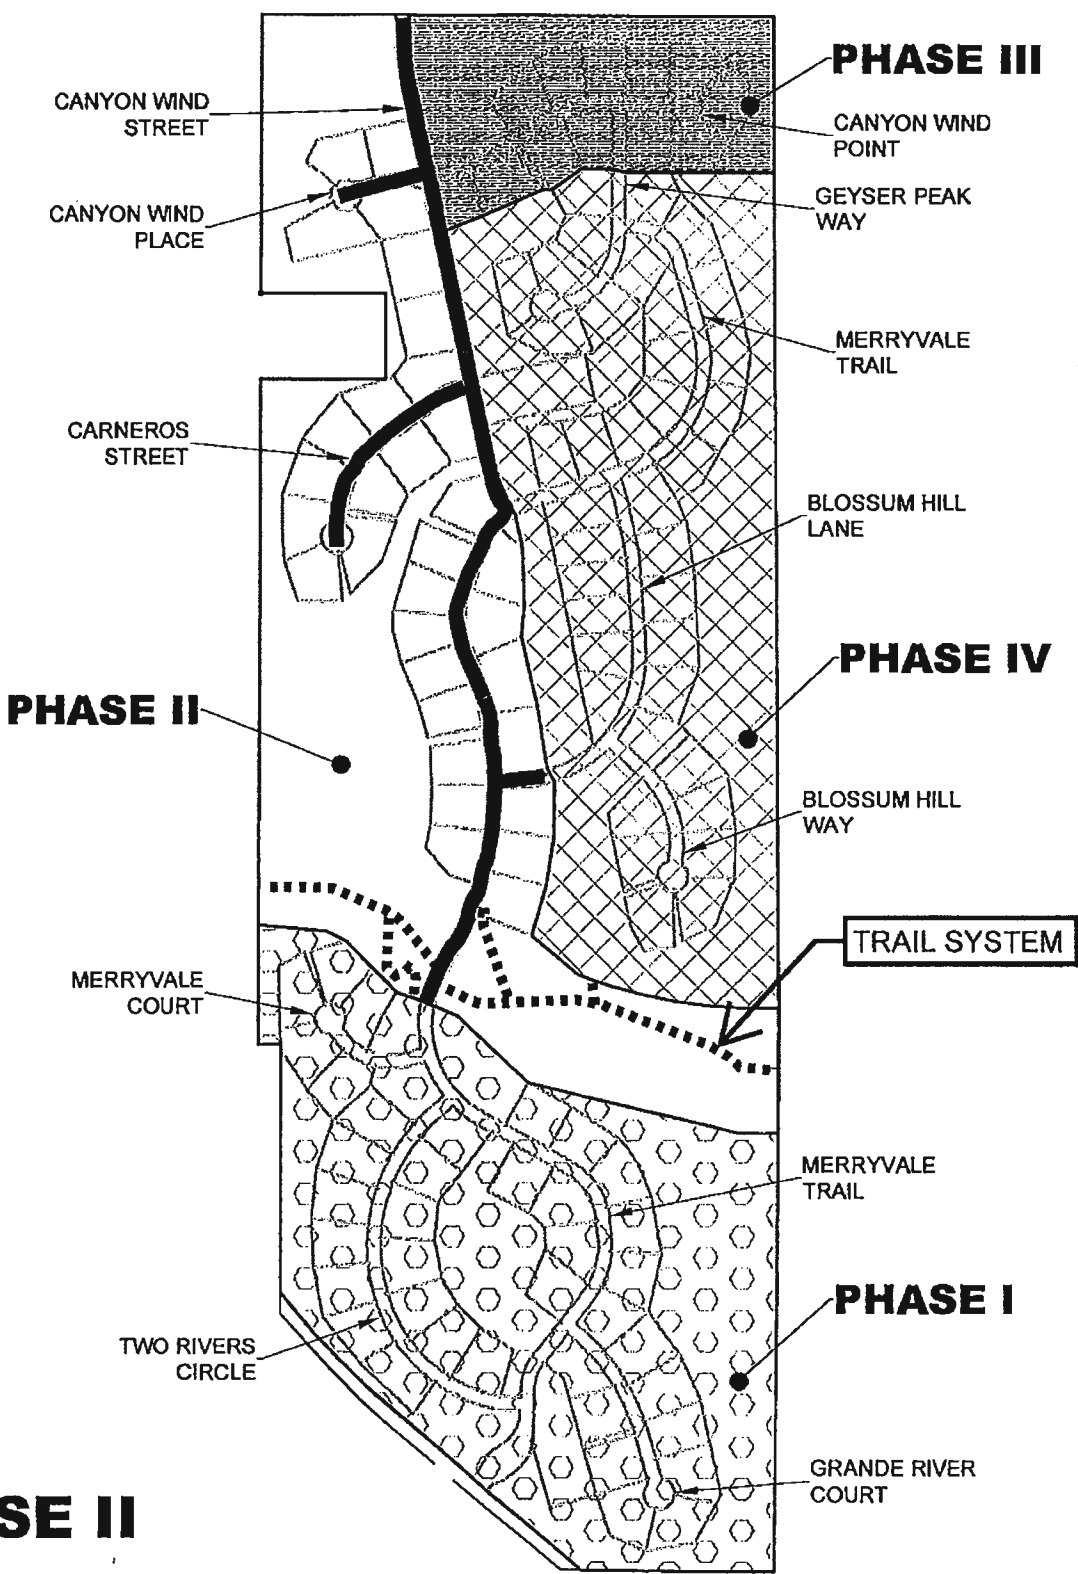 PHASE III
CANYON WIND
STREET
CANYON WIND
POINT
GEYSER PEAK
WAY
CANYON WIND
PLACE
MERRYVALE
TRAIL
CARNEROS
STREET
BLOSSUM HILL
LANE
PHASE IV
PHASE II
BLOSSUM HILL
WAY
TRAIL SYSTEM
MERRYVALE
COURT
MERRYVALE
TRAIL
PHASE I
TWO RIVERS
CIRCLE
GRANDE RIVER
COURT
SE II